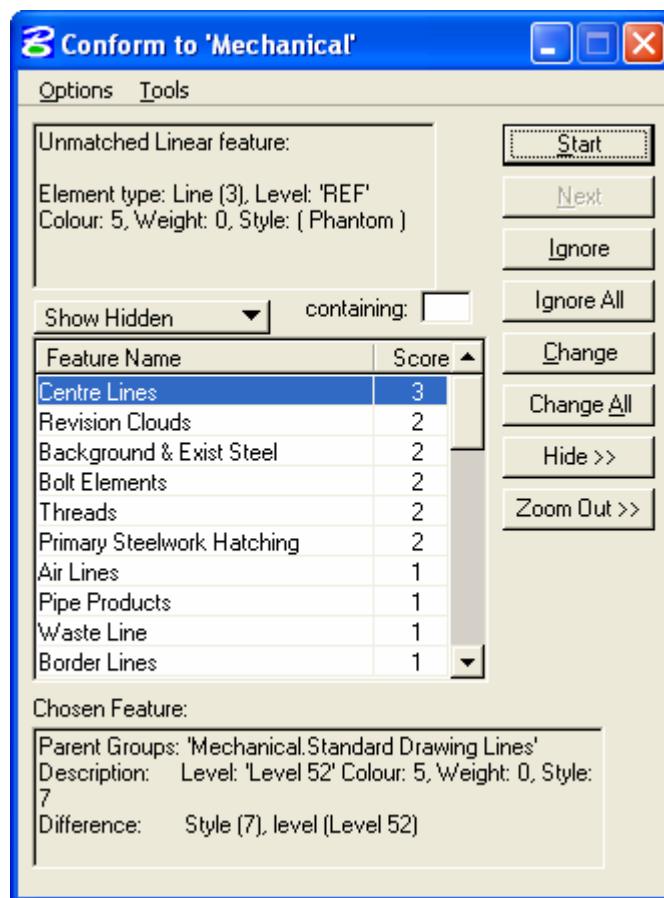 Conform to 'Mechanical'
Options Tools
Unmatched Linear feature:
Element type: Line (3), Level: 'REF'
Colour: 5, Weight: 0, Style: ( Phantom )
Start
Next
Ignore
Ignore All
Change
Change All
Hide >>
Zoom Out >>
Show Hidden containing:
Feature Name Score
Centre Lines 3
Revision Clouds 2
Background & Exist Steel 2
Bolt Elements 2
Threads 2
Primary Steelwork Hatching 2
Air Lines 1
Pipe Products 1
Waste Line 1
Border Lines 1
Chosen Feature:
Parent Groups: 'Mechanical.Standard Drawing Lines'
Description: Level: 'Level 52' Colour: 5, Weight: 0, Style:
7
Difference: Style (7), level (Level 52)